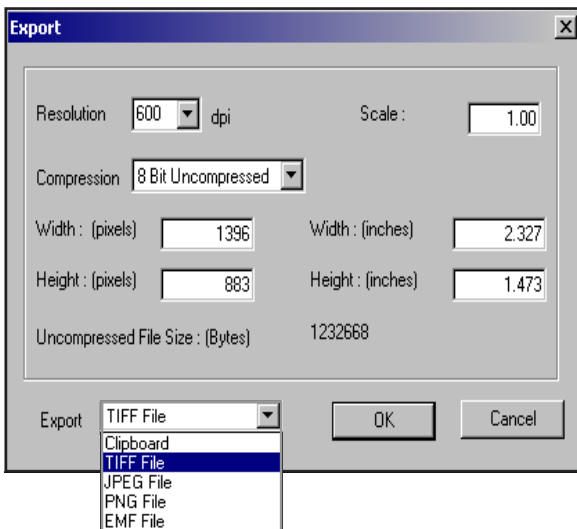 Export
Resolution 600 dpi Scale : 1.00
Compression 8 Bit Uncompressed
Width : (pixels) 1396 Width : (inches) 2.327
Height : (pixels) 883 Height : (inches) 1.473
Uncompressed File Size : (Bytes) 1232668
Export TIFF File OK Cancel
Clipboard
TIFF File
JPEG File
PNG File
EMF File